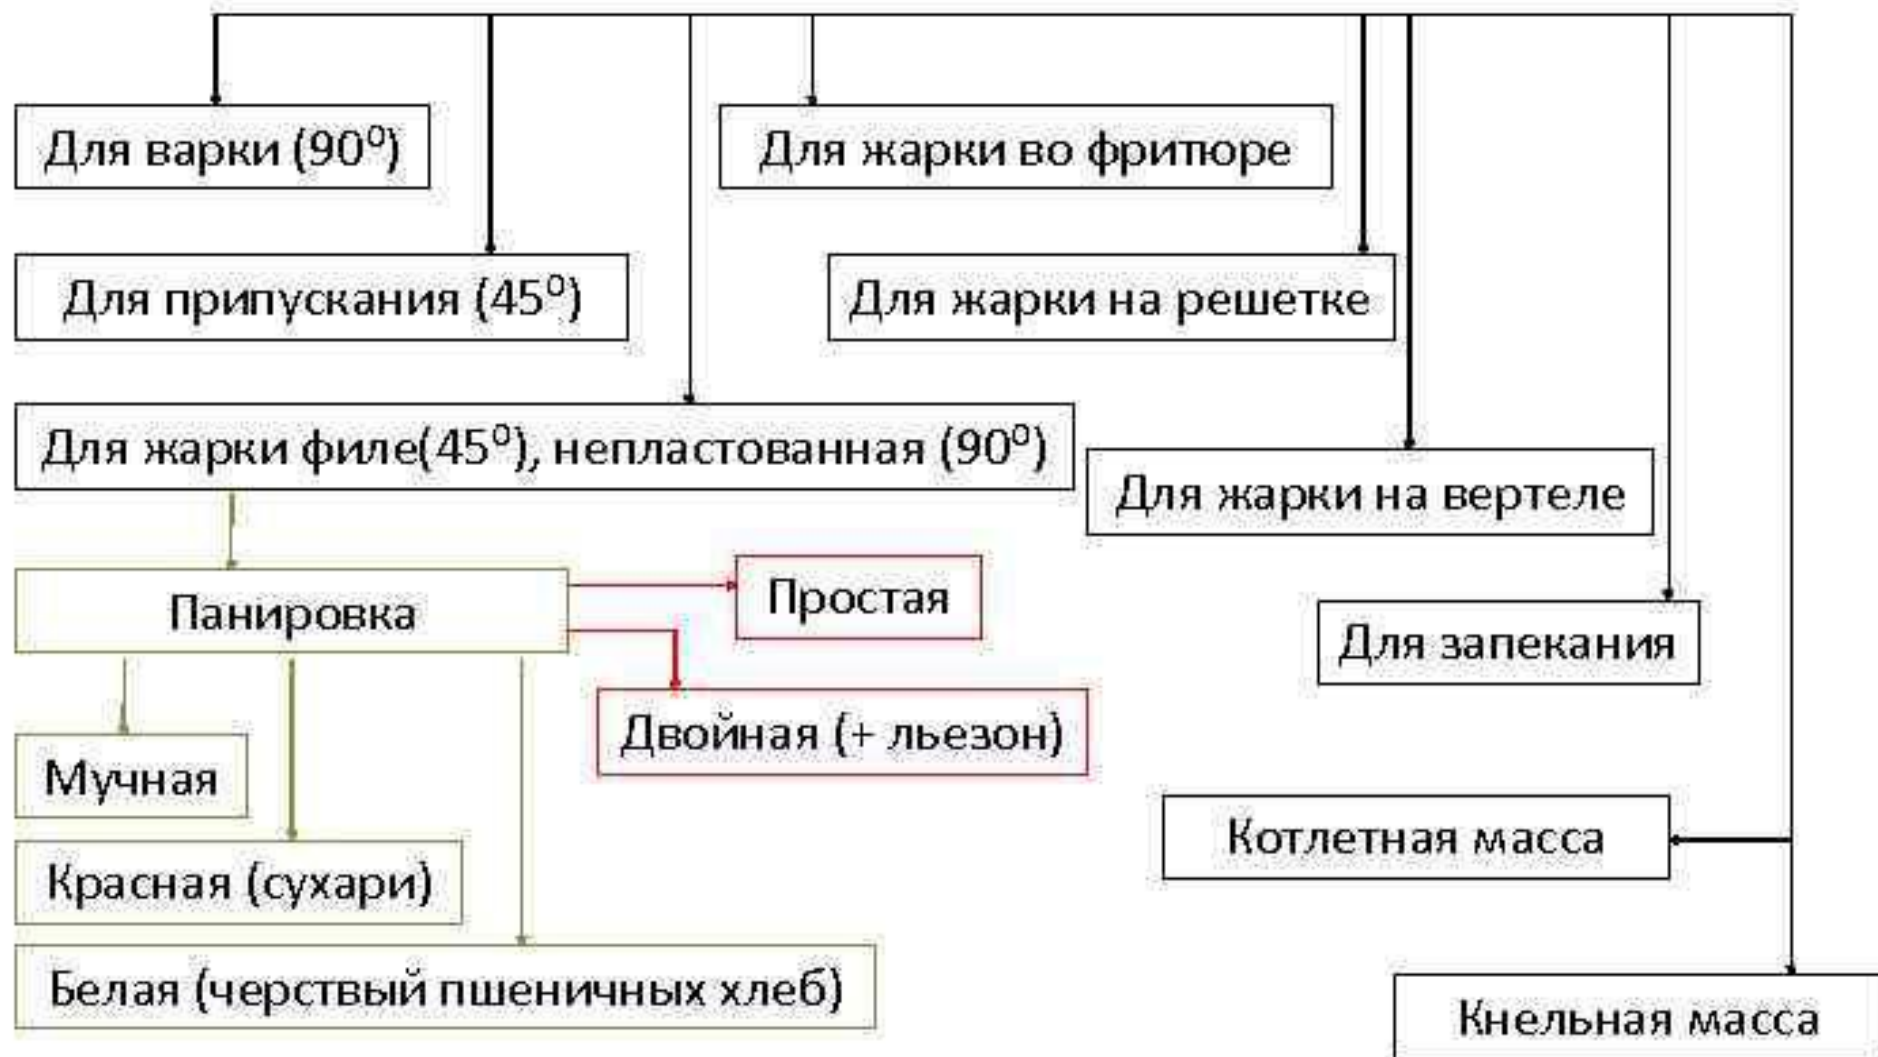 Для варки (90⁰)
Для жарки во фритюре
Для припускания (45⁰)
Для жарки на решетке
Для жарки филе(45⁰), непластованная (90⁰)
Для жарки на вертеле
Панировка
Простая
Для запекания
Двойная (+ льезон)
Мучная
Котлетная масса
Красная (сухари)
Белая (черствый пшеничных хлеб)
Кнельная масса